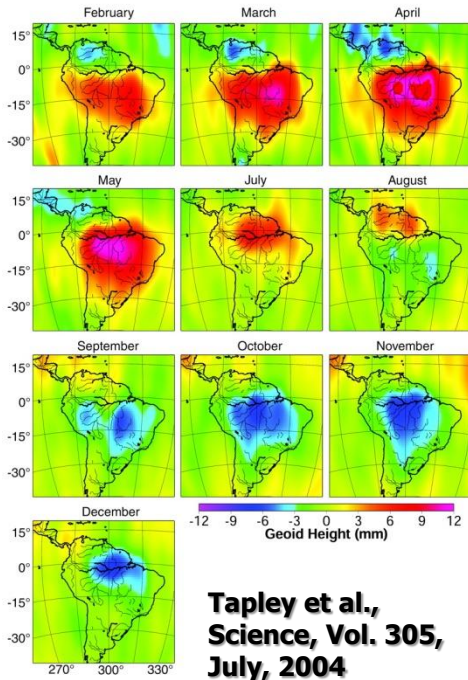 February March April
15°
0°
-15°
-30°
May July August
15°
0°
-15°
-30°
September October November
15°
0°
-15°
-30°
December
-12 -9 -6 -3 0 3 6 9 12
Geoid Height (mm)
15°
0°
-15°
-30°
270° 300° 330°
Tapley et al.,
Science, Vol. 305,
July, 2004